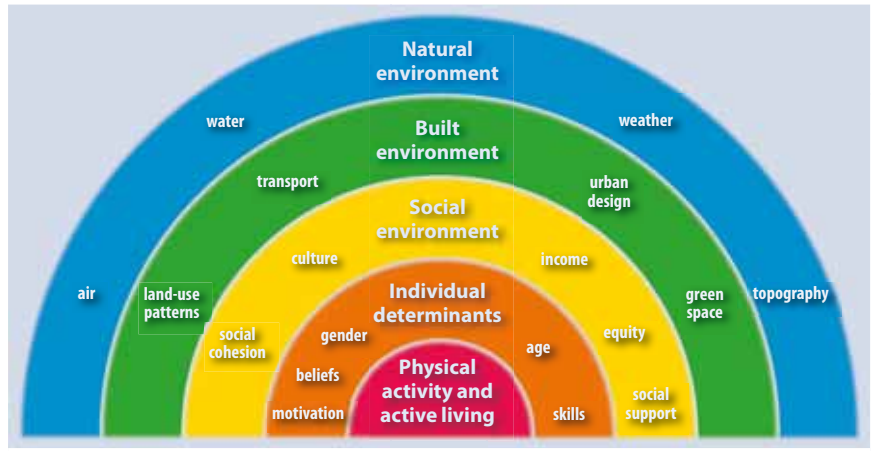 Natural
environment
water
weather
Built
environment
transport
urban
design
Social
environment
culture
income
air
land-use
patterns
green
space
topography
Individual
determinants
social
cohesion
gender
age
equity
beliefs
Physical
activity and
active living
motivation
skills
social
support